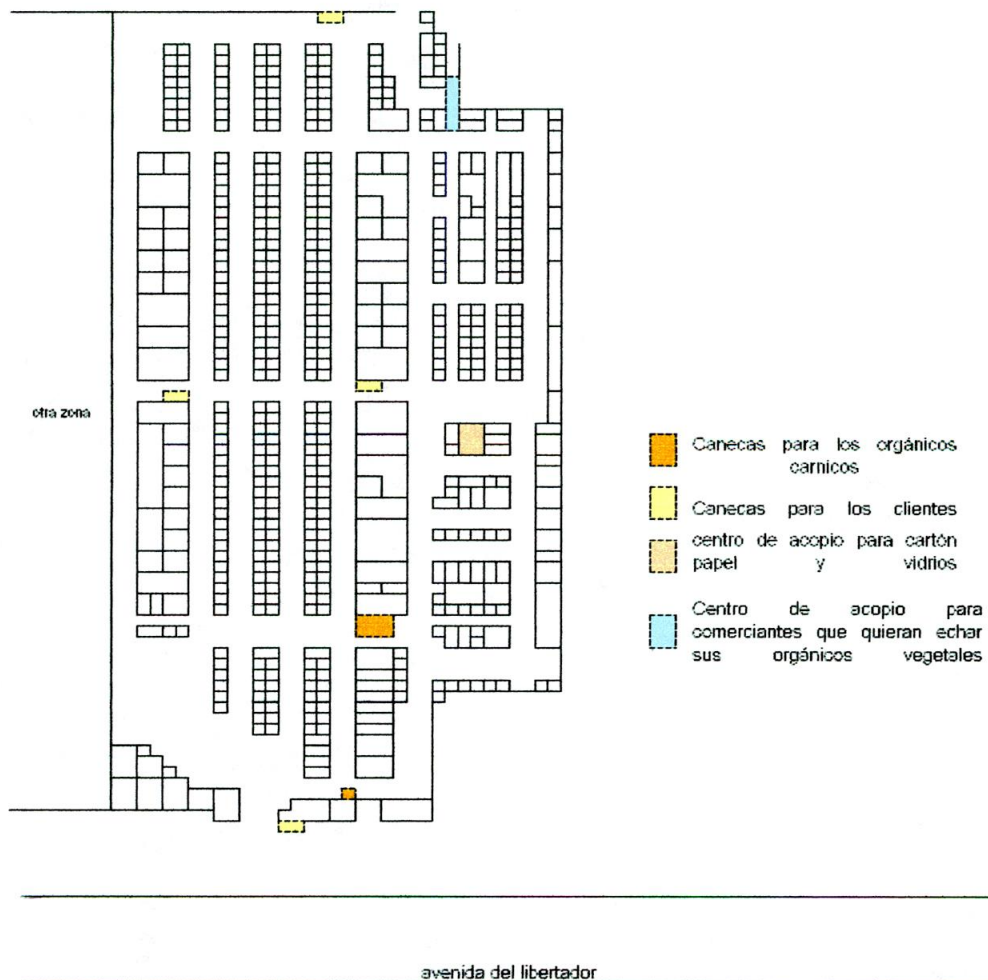 otra zona
Canecas para los orgánicos
carnicos
Canecas para los clientes
centro de acopio para cartón
papel y vidrios
Centro de acopio para
comerciantes que quieran echar
sus orgánicos vegetales
avenida del libertador